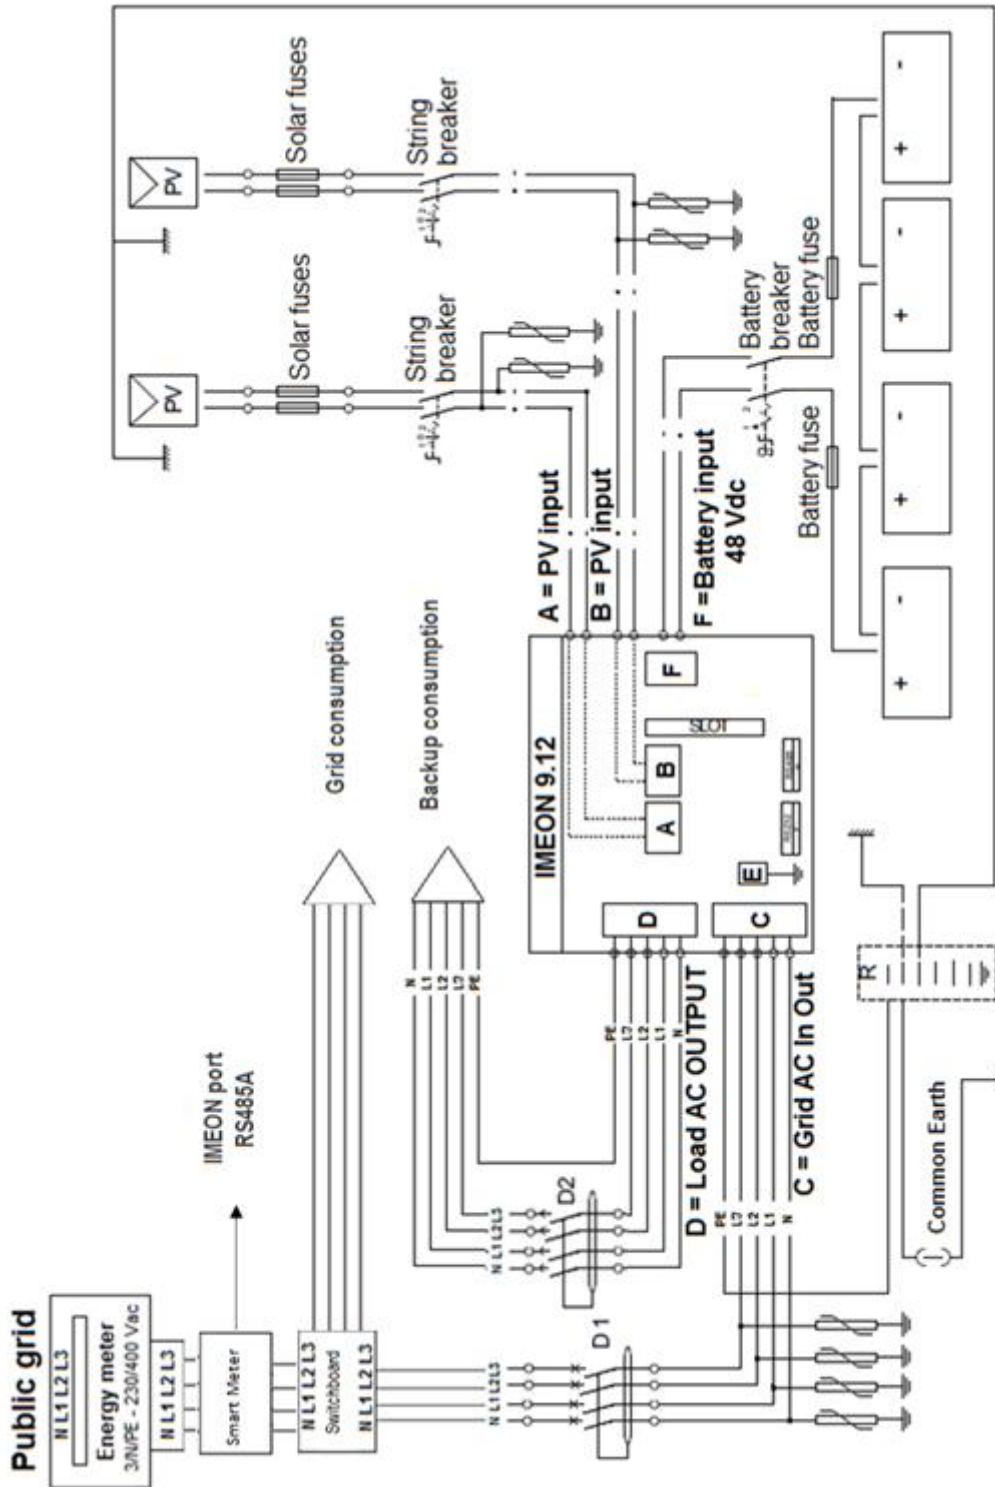 Public grid
N L1 L2 L3
Energy meter
3/N/PE - 230/400 Vac
N L1 L2 L3
Smart Meter
IMEON port
RS485A
N L1 L2 L3
Switchboard
N L1 L2 L3
Grid consumption
Backup consumption
N
L1
L2
L3
PE
N L1 L2 L3
D2
N L1 L2 L3
D1
PE
L3
L2
L1
N
D = Load AC OUTPUT
PE
L3
L2
L1
N
C = Grid AC In Out
IMEON 9.12
D
C
E
A
B
SLOT
F
A = PV input
B = PV input
F =Battery input
48 Vdc
PV
Solar fuses
String
breaker
PV
Solar fuses
String
breaker
Battery
breaker
Battery fuse
Battery fuse
+ -
+ -
+ -
+ -
R
Common Earth